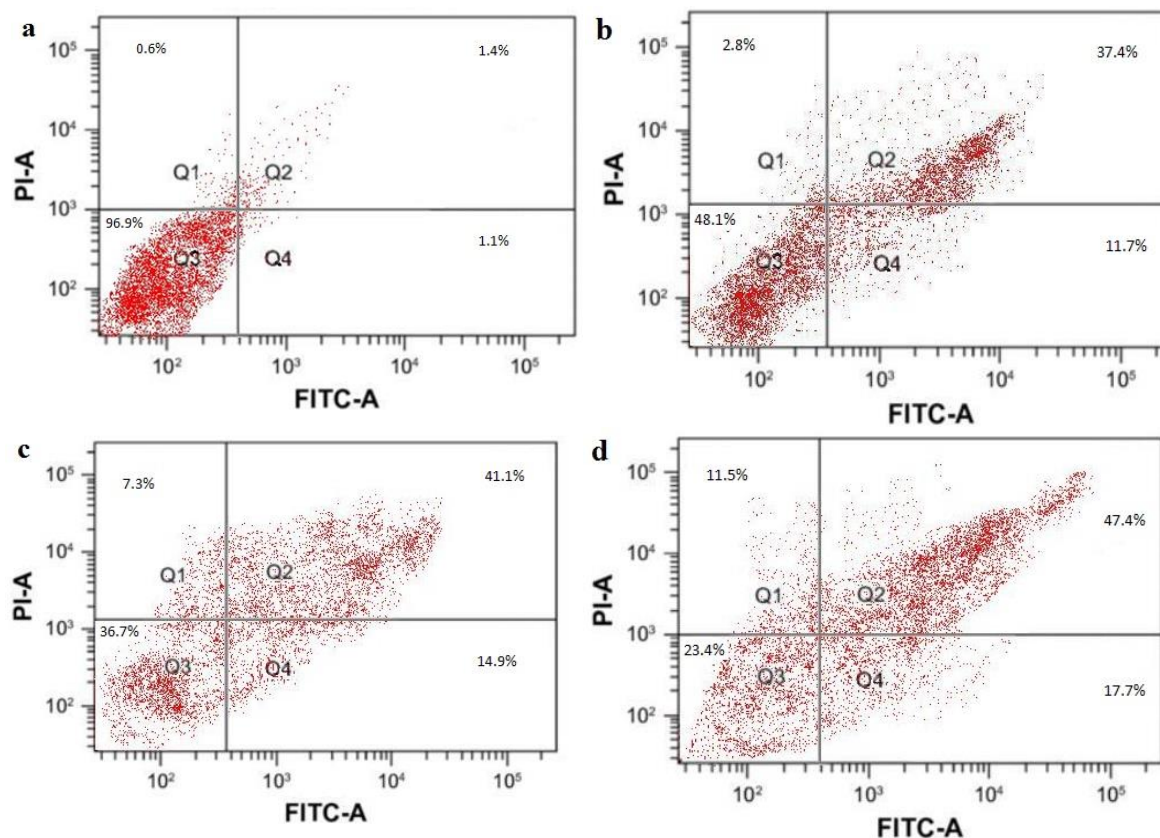 a
0.6%
1.4%
10⁵
10⁴
10³
10²
Q1
Q2
96.9%
Q3
Q4
1.1%
10²
10³
10⁴
10⁵
PI-A
FITC-A
b
2.8%
37.4%
10⁵
10⁴
10³
10²
Q1
Q2
48.1%
Q3
Q4
11.7%
10²
10³
10⁴
10⁵
PI-A
FITC-A
c
7.3%
41.1%
10⁵
10⁴
10³
10²
Q1
Q2
36.7%
Q3
Q4
14.9%
10²
10³
10⁴
10⁵
PI-A
FITC-A
d
11.5%
47.4%
10⁵
10⁴
10³
10²
Q1
Q2
23.4%
Q3
Q4
17.7%
10²
10³
10⁴
10⁵
PI-A
FITC-A